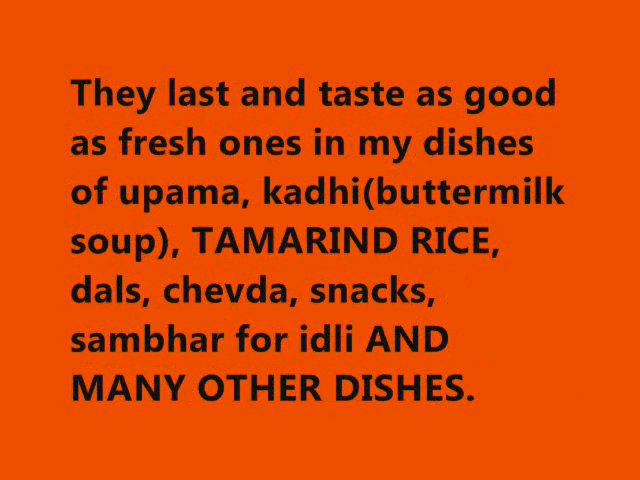 They last and taste as good
as fresh ones in my dishes
of upama, kadhi(buttermilk
soup), TAMARIND RICE,
dals, chevda, snacks,
sambhar for idli AND
MANY OTHER DISHES.